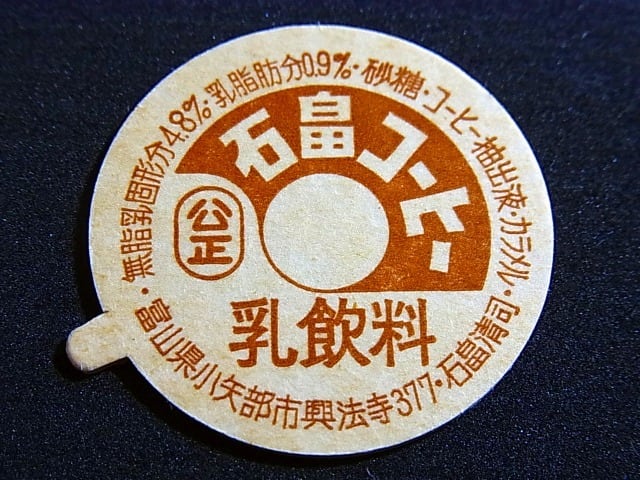 石畠コーヒー
公正
乳飲料
無脂乳固形分4.8%・乳脂肪分0.9%・砂糖・コーヒー抽出液・カラメル・
富山県小矢部市興法寺377・石畠清司・